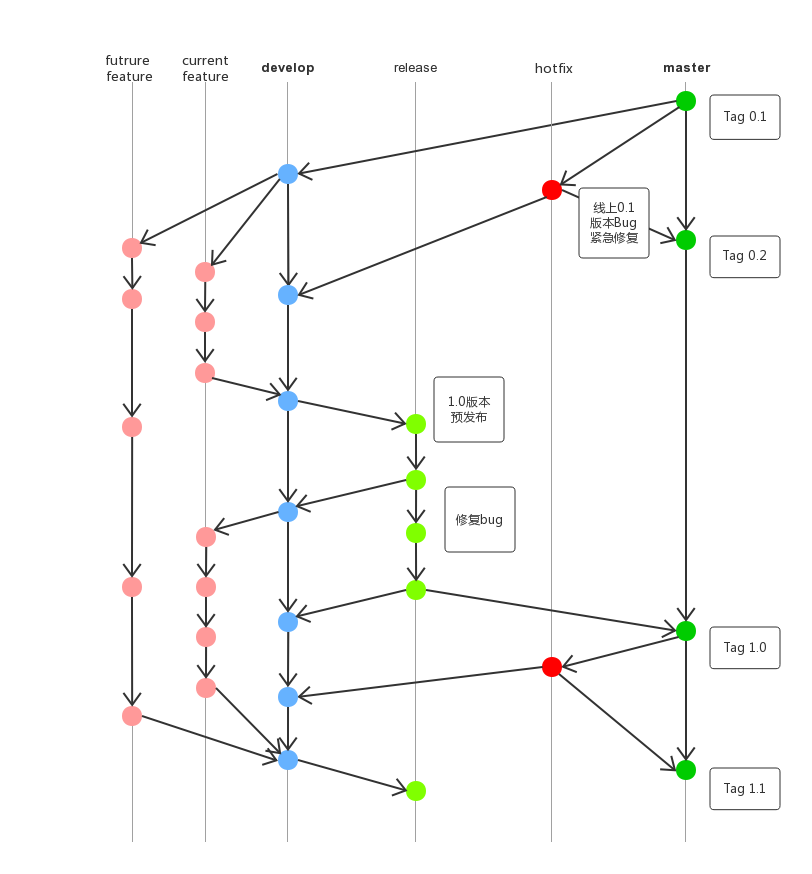 futrure
feature
current
feature
develop
release
hotfix
master
Tag 0.1
线上0.1
版本Bug
紧急修复
Tag 0.2
1.0版本
预发布
修复bug
Tag 1.0
Tag 1.1